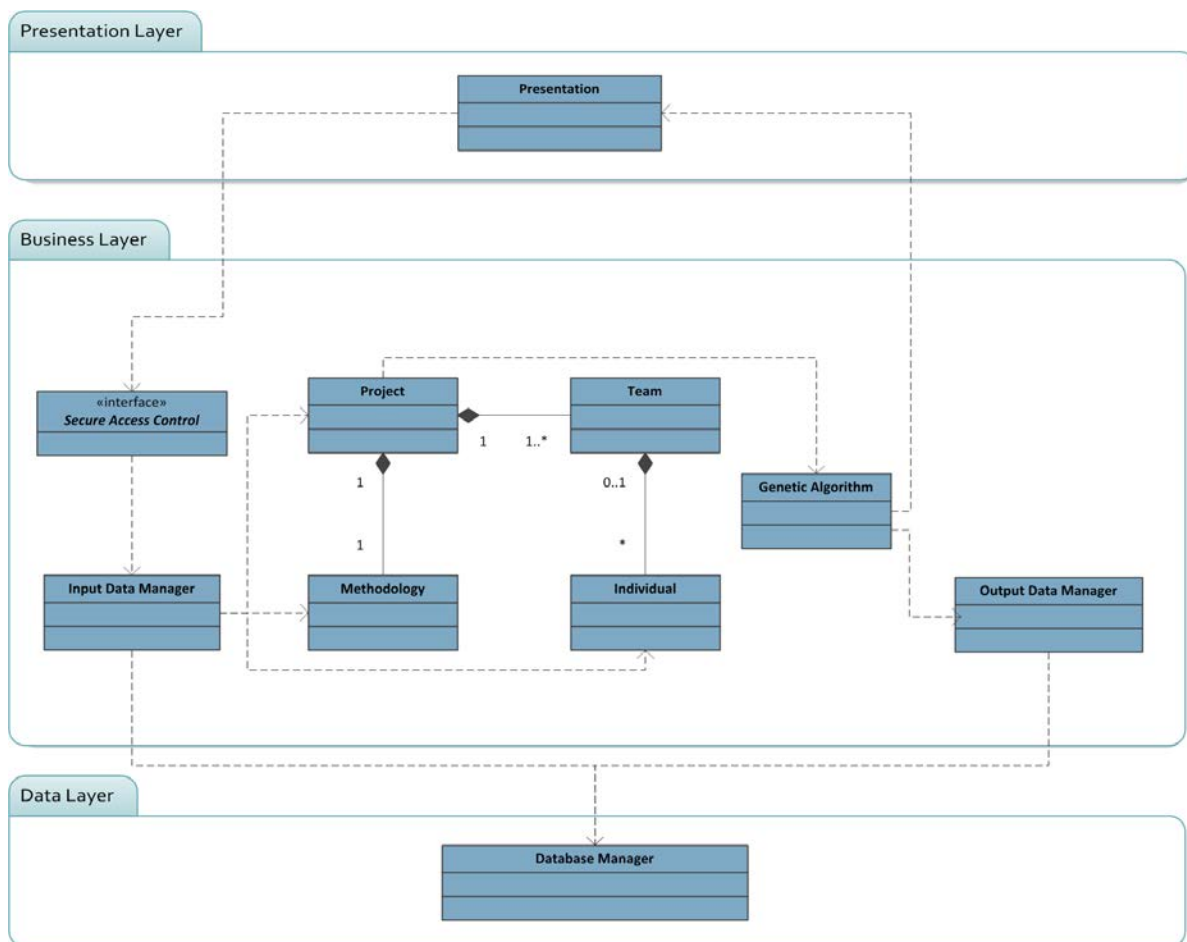 Presentation Layer
Presentation
Business Layer
«interface»
Secure Access Control
Project
Team
1
1..*
1
0..1
Genetic Algorithm
1
*
Input Data Manager
Methodology
Individual
Output Data Manager
Data Layer
Database Manager